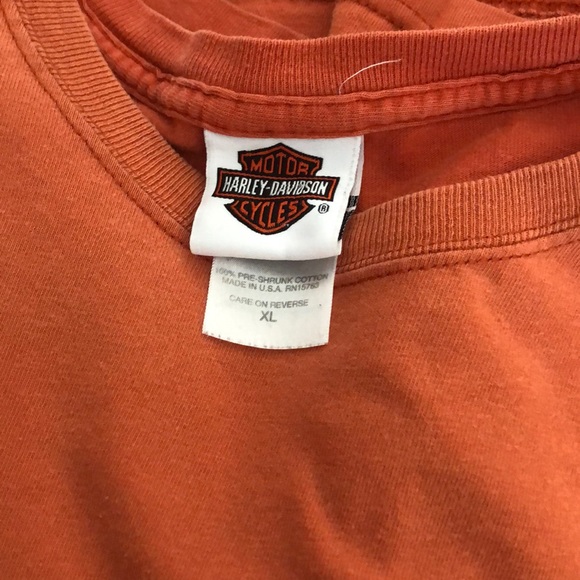 MOTOR
HARLEY-DAVIDSON
CYCLES ®
100% PRE-SHRUNK COTTON
MADE IN U.S.A. RN15763
CARE ON REVERSE
XL